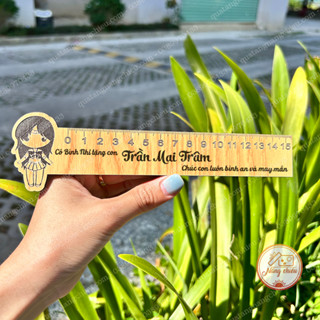 0 1 2 3 4 5 6 7 8 9 10 11 12 13 14 15
Cô Bình Nhi tặng con
Trần Mai Trâm
Chúc con luôn bình an và may mắn